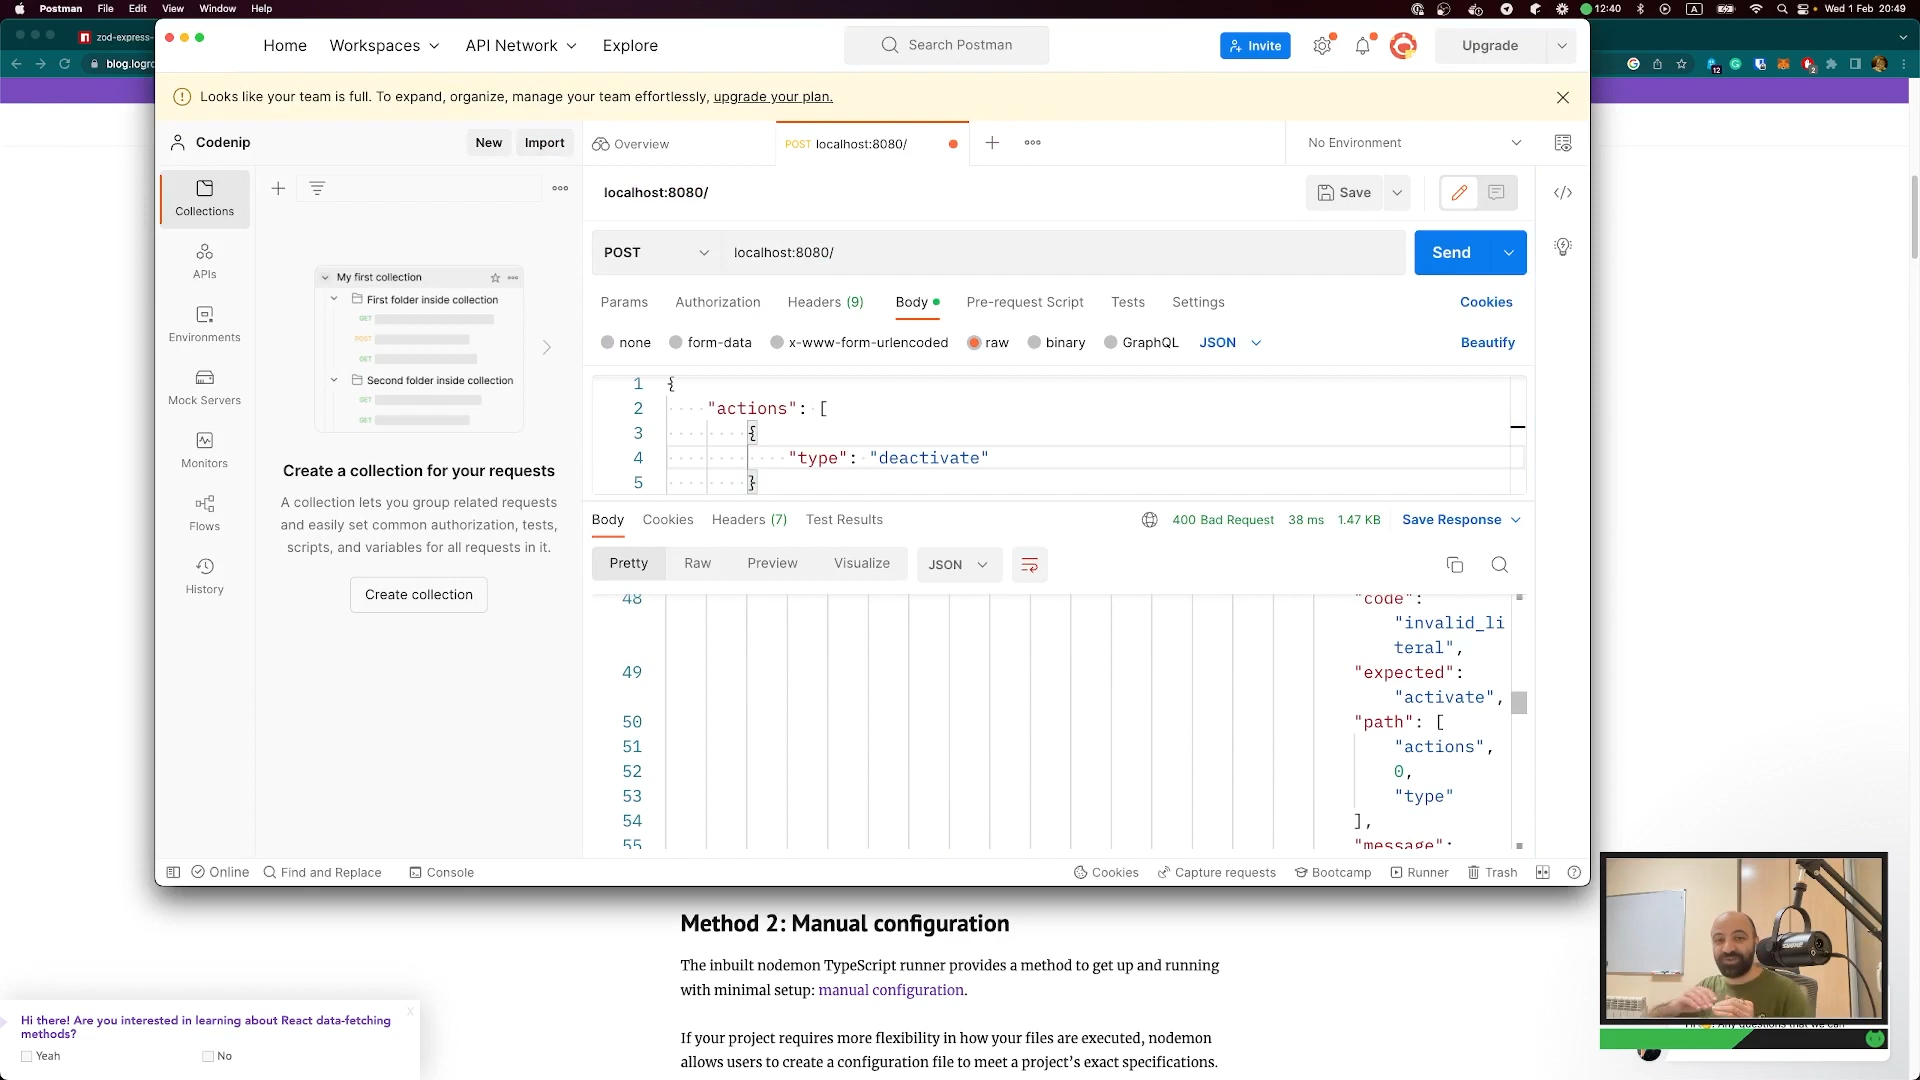 Postman File Edit View Window Help
12:40 A Wed 1 Feb 20:49
zod-express-
blog.logro
12
2
Home Workspaces API Network Explore
Search Postman
Invite
Upgrade
Looks like your team is full. To expand, organize, manage your team effortlessly, upgrade your plan.
Codenip
New
Import
Overview
POST localhost:8080/
No Environment
Collections
APIs
Environments
Mock Servers
Monitors
Flows
History
My first collection
First folder inside collection
GET
POST
GET
Second folder inside collection
GET
GET
Create a collection for your requests
A collection lets you group related requests
and easily set common authorization, tests,
scripts, and variables for all requests in it.
Create collection
localhost:8080/
Save
POST
localhost:8080/
Send
Params Authorization Headers (9) Body Pre-request Script Tests Settings
Cookies
none form-data x-www-form-urlencoded raw binary GraphQL JSON
Beautify
1 {
2 "actions": [
3 {
4 "type": "deactivate"
5 }
Body Cookies Headers (7) Test Results
400 Bad Request 38 ms 1.47 KB Save Response
Pretty Raw Preview Visualize JSON
48 "code":
"invalid_li
teral",
49 "expected":
"activate",
50 "path": [
51 "actions",
52 0,
53 "type"
54 ],
55 "message":
Online Find and Replace Console
Cookies Capture requests Bootcamp Runner Trash
Method 2: Manual configuration
The inbuilt nodemon TypeScript runner provides a method to get up and running
with minimal setup: manual configuration.
If your project requires more flexibility in how your files are executed, nodemon
allows users to create a configuration file to meet a project's exact specifications.
Hi there! Are you interested in learning about React data-fetching
methods?
X
Yeah
No